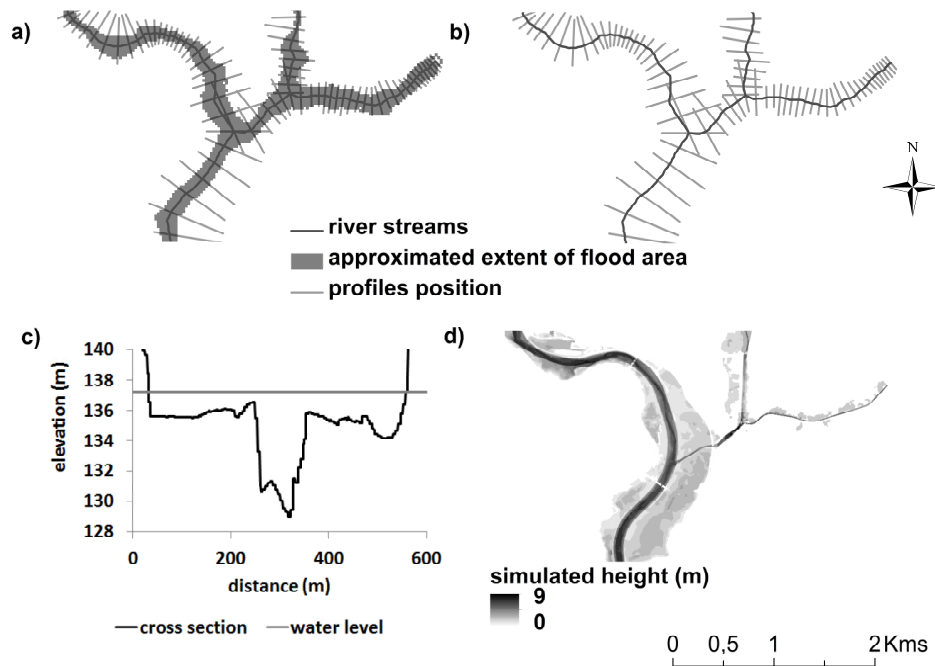 a)
b)
N
river streams
approximated extent of flood area
profiles position
c)
140
138
136
134
132
130
128
elevation (m)
0 200 400 600
distance (m)
cross section water level
d)
simulated height (m)
9
0
0 0,5 1 2 Kms